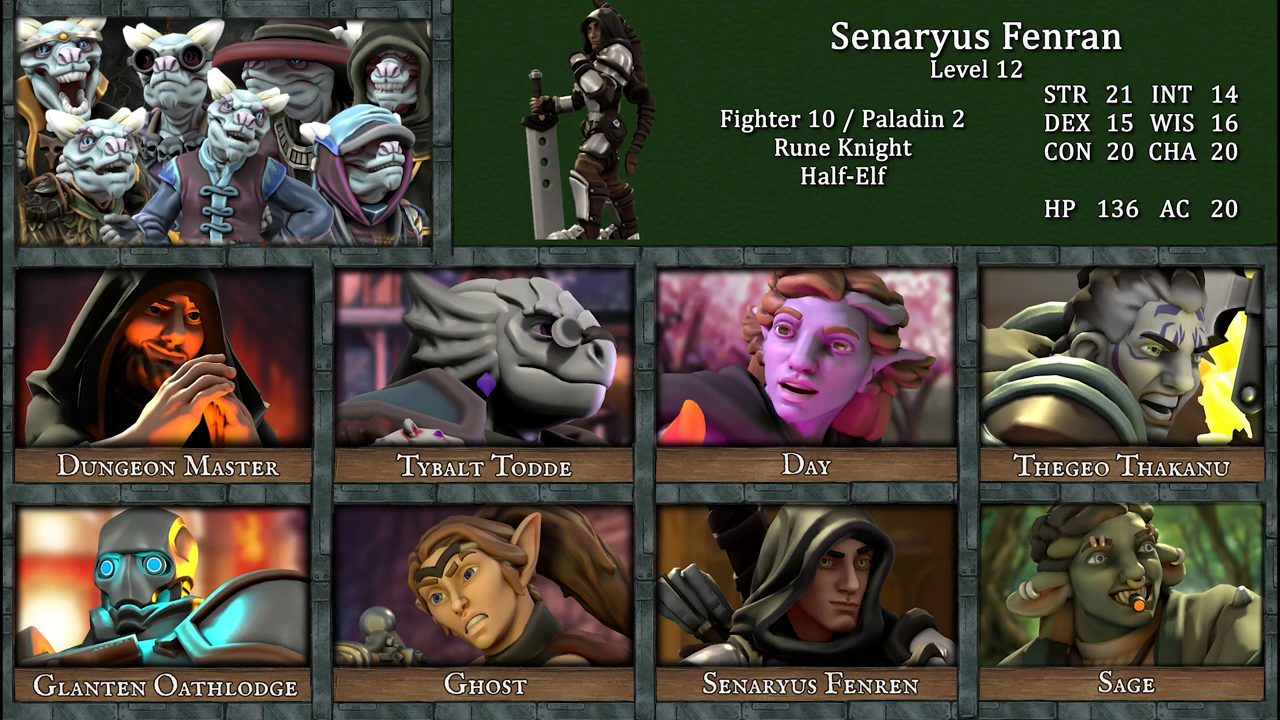 Senaryus Fenran
Level 12
Fighter 10 / Paladin 2
Rune Knight
Half-Elf
STR 21 INT 14
DEX 15 WIS 16
CON 20 CHA 20
HP 136 AC 20
Dungeon Master
Tybalt Todde
Day
Thegeo Thakanu
Glanten Oathlodge
Ghost
Senaryus Fenren
Sage